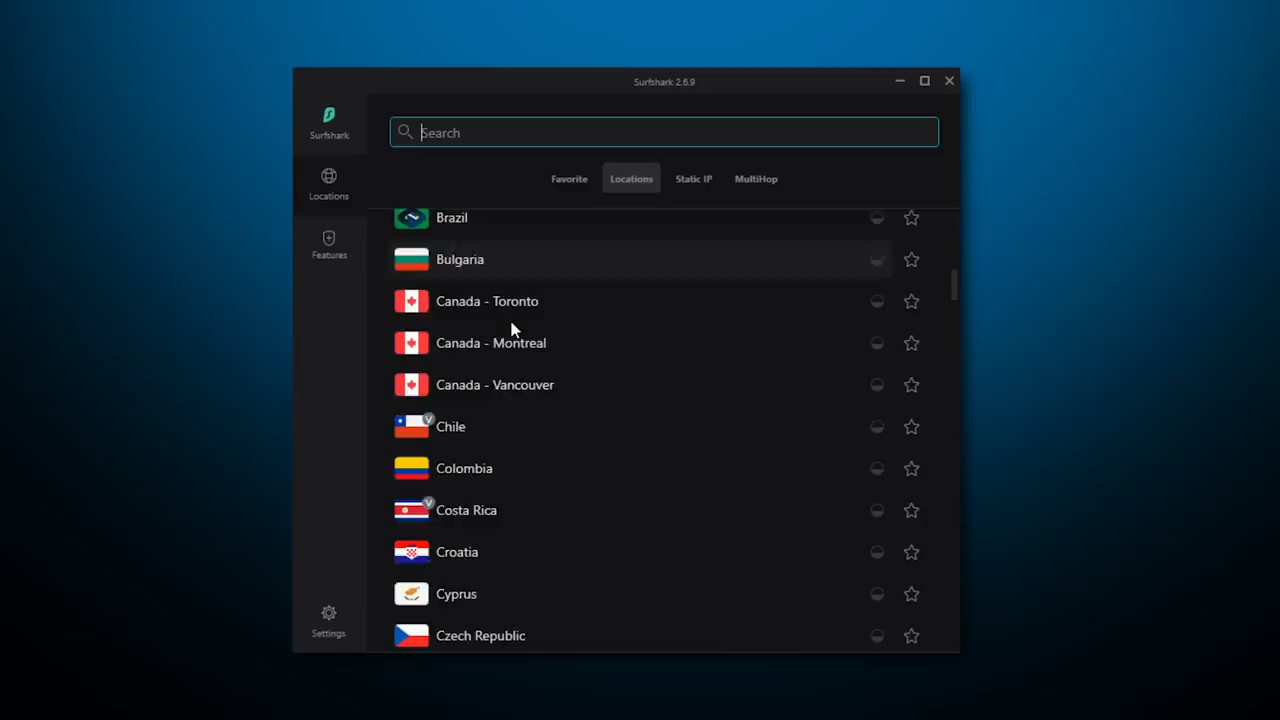 Surfshark 2.6.9
Surfshark
Search
Locations
Favorite Locations Static IP MultiHop
Features
Brazil
Bulgaria
Canada - Toronto
Canada - Montreal
Canada - Vancouver
V
Chile
Colombia
V
Costa Rica
Croatia
Cyprus
Czech Republic
Settings